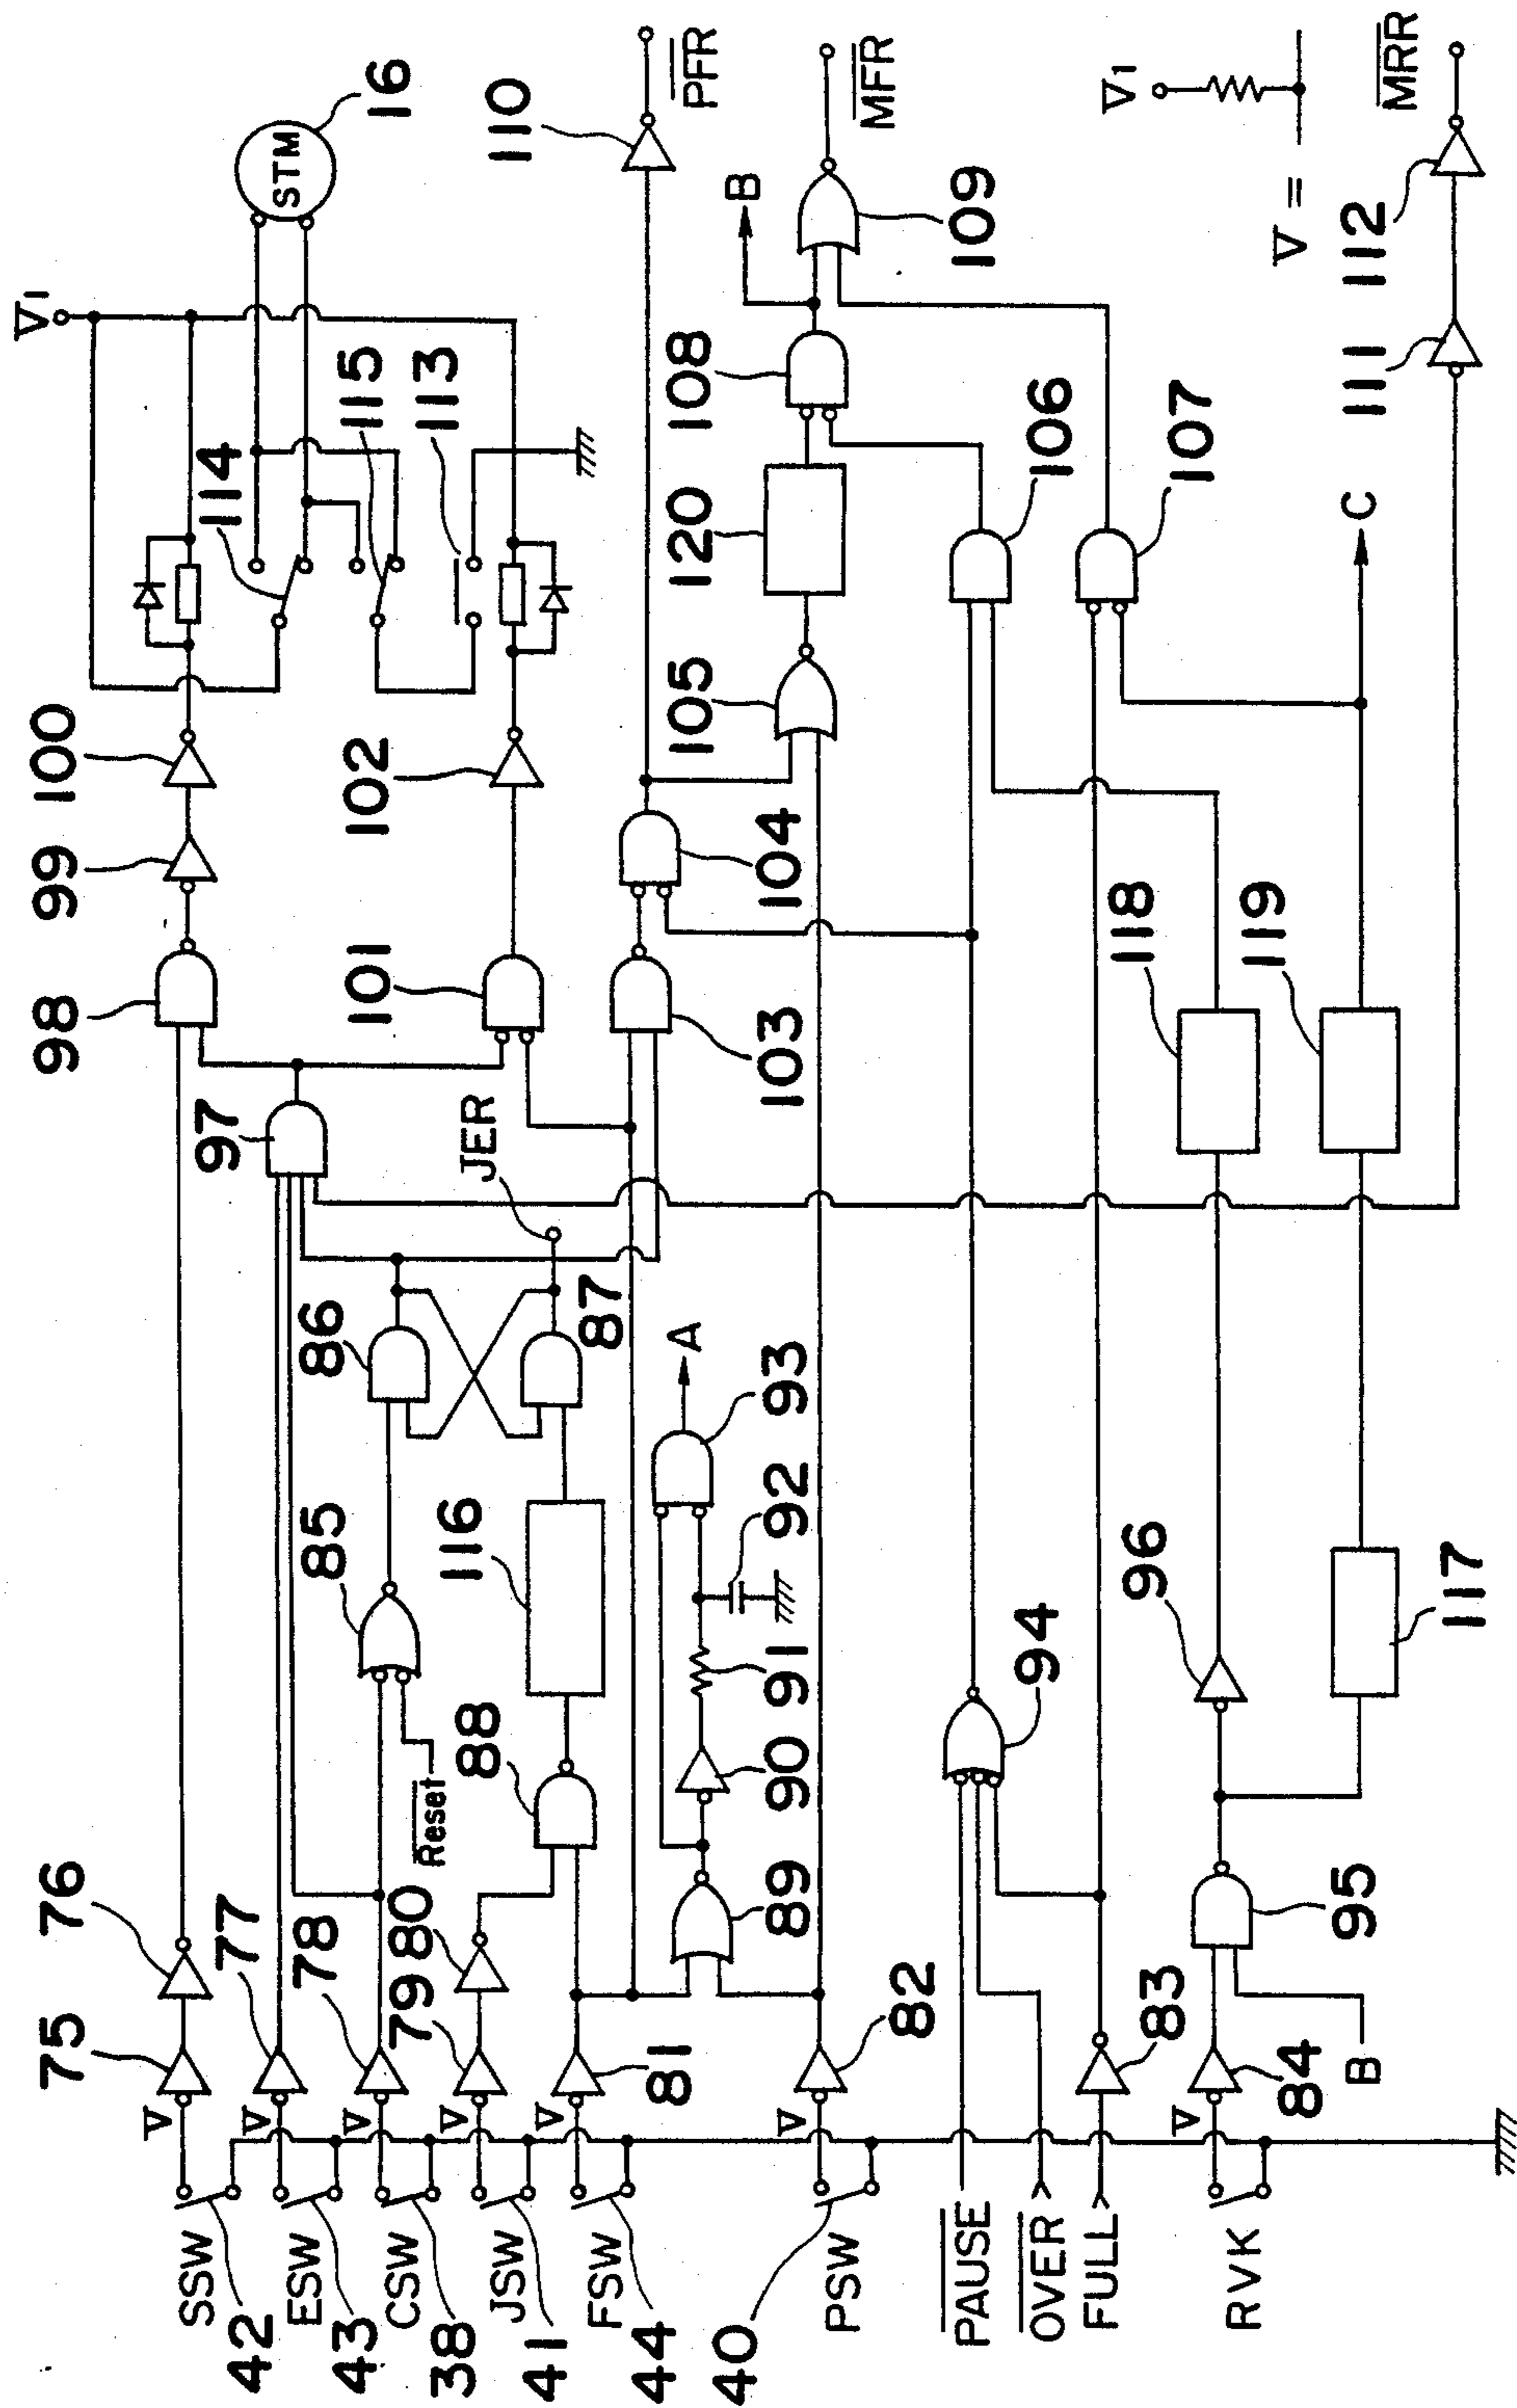 V1
STM
16
100
99
98
114
115
113
110
PFR
102
101
97
76
75
77
78
79
80
81
SSW
42
ESW
43
CSW
38
JSW
41
FSW
44
V
V
V
V
V
85
86
87
JER
Reset
88
116
103
104
105
120
108
B
109
MFR
89
90
91
92
93
A
82
V
PSW
40
94
106
107
C
PAUSE
OVER
FULL
83
RVK
V
84
B
95
96
117
118
119
111
112
MRR
V =
V1